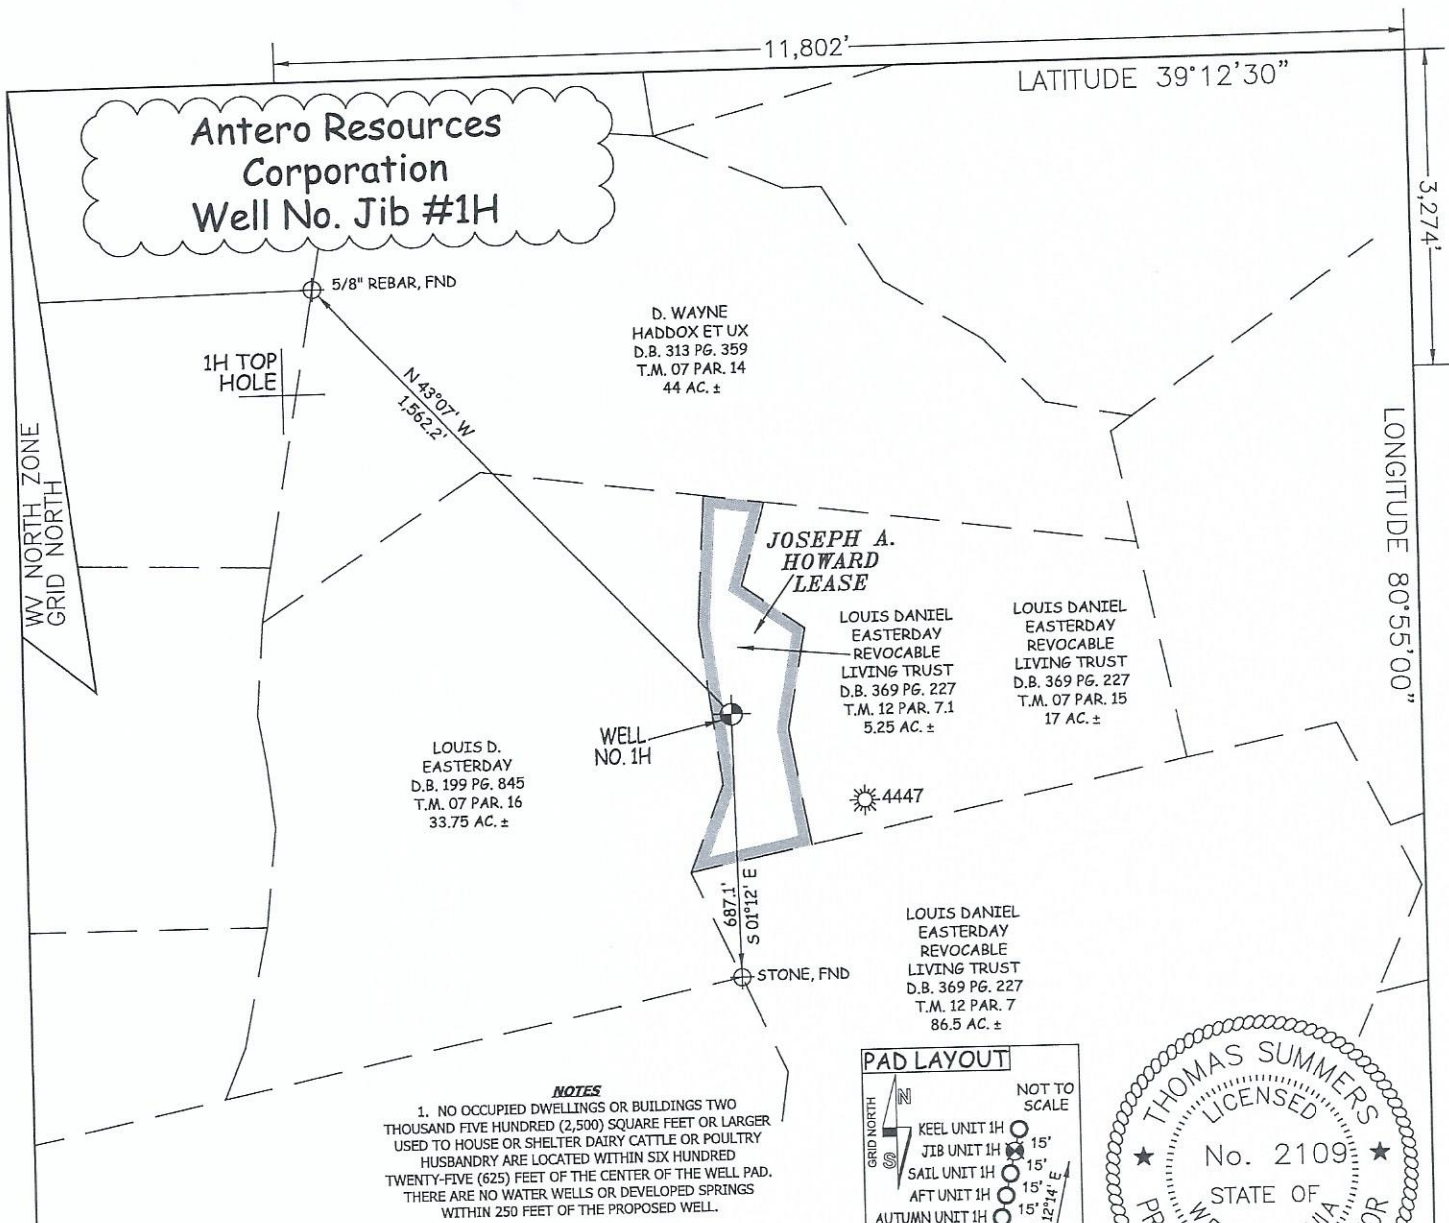 11,802'
LATITUDE 39°12'30"
3,274'
Antero Resources
Corporation
Well No. Jib #1H
5/8" REBAR, FND
1H TOP
HOLE
N 43°07' W
1,562.2'
D. WAYNE
HADDOX ET UX
D.B. 313 PG. 359
T.M. 07 PAR. 14
44 AC. ±
WV NORTH ZONE
GRID NORTH
LONGITUDE 80°55'00"
JOSEPH A.
HOWARD
LEASE
LOUIS DANIEL
EASTERDAY
REVOCABLE
LIVING TRUST
D.B. 369 PG. 227
T.M. 12 PAR. 7.1
5.25 AC. ±
LOUIS DANIEL
EASTERDAY
REVOCABLE
LIVING TRUST
D.B. 369 PG. 227
T.M. 07 PAR. 15
17 AC. ±
WELL
NO. 1H
LOUIS D.
EASTERDAY
D.B. 199 PG. 845
T.M. 07 PAR. 16
33.75 AC. ±
4447
687.1'
S 01°12' E
STONE, FND
LOUIS DANIEL
EASTERDAY
REVOCABLE
LIVING TRUST
D.B. 369 PG. 227
T.M. 12 PAR. 7
86.5 AC. ±
NOTES
1. NO OCCUPIED DWELLINGS OR BUILDINGS TWO
THOUSAND FIVE HUNDRED (2,500) SQUARE FEET OR LARGER
USED TO HOUSE OR SHELTER DAIRY CATTLE OR POULTRY
HUSBANDRY ARE LOCATED WITHIN SIX HUNDRED
TWENTY-FIVE (625) FEET OF THE CENTER OF THE WELL PAD.
THERE ARE NO WATER WELLS OR DEVELOPED SPRINGS
WITHIN 250 FEET OF THE PROPOSED WELL.
PAD LAYOUT
NOT TO
SCALE
GRID NORTH
N
S
KEEL UNIT 1H
15'
JIB UNIT 1H
15'
SAIL UNIT 1H
15'
AFT UNIT 1H
15'
AUTUMN UNIT 1H
12°14' E
THOMAS SUMMERS
LICENSED
No. 2109
STATE OF